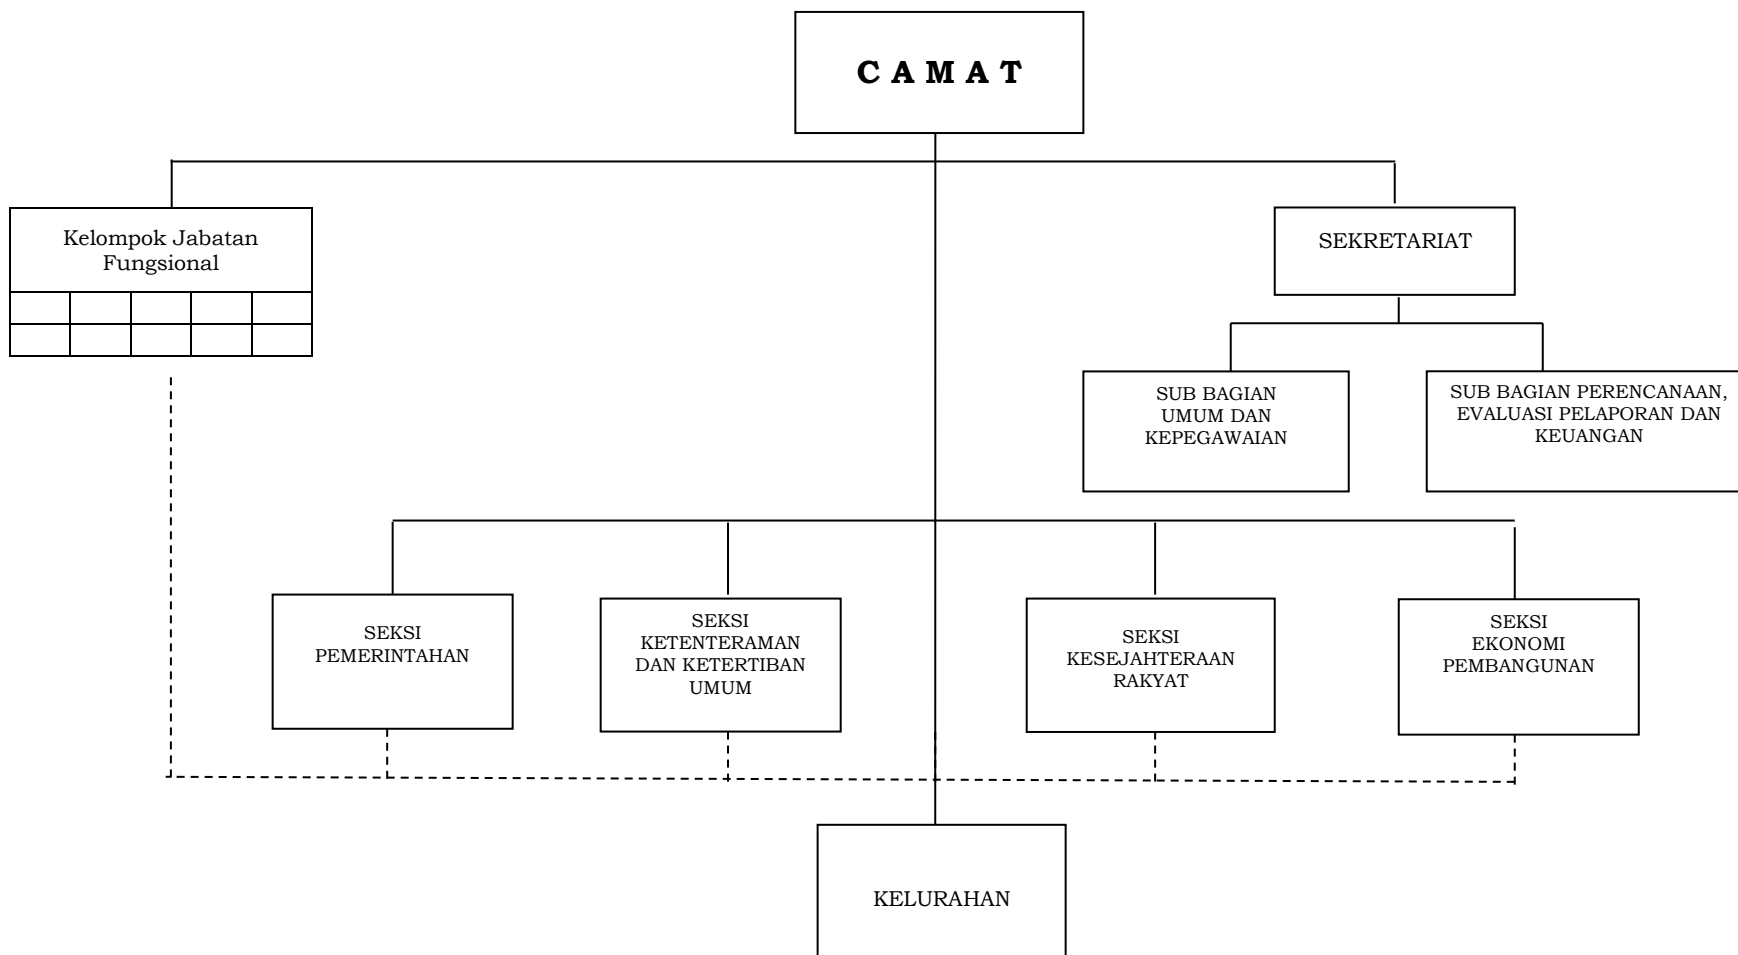 C A M A T
Kelompok Jabatan
Fungsional
SEKRETARIAT
SUB BAGIAN
UMUM DAN
KEPEGAWAIAN
SUB BAGIAN PERENCANAAN,
EVALUASI PELAPORAN DAN
KEUANGAN
SEKSI
PEMERINTAHAN
SEKSI
KETENTERAMAN
DAN KETERTIBAN
UMUM
SEKSI
KESEJAHTERAAN
RAKYAT
SEKSI
EKONOMI
PEMBANGUNAN
KELURAHAN